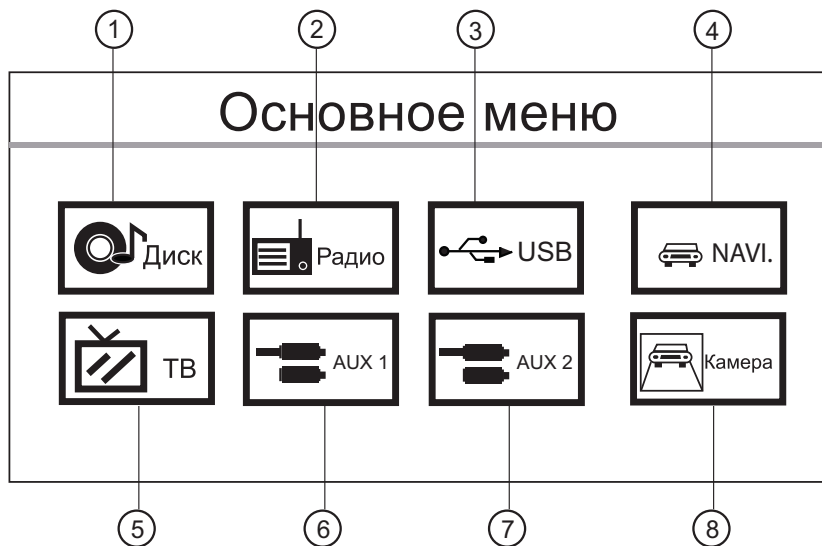 1 2 3 4
Основное меню
Диск Радио USB NAVI.
ТВ AUX 1 AUX 2 Камера
5 6 7 8